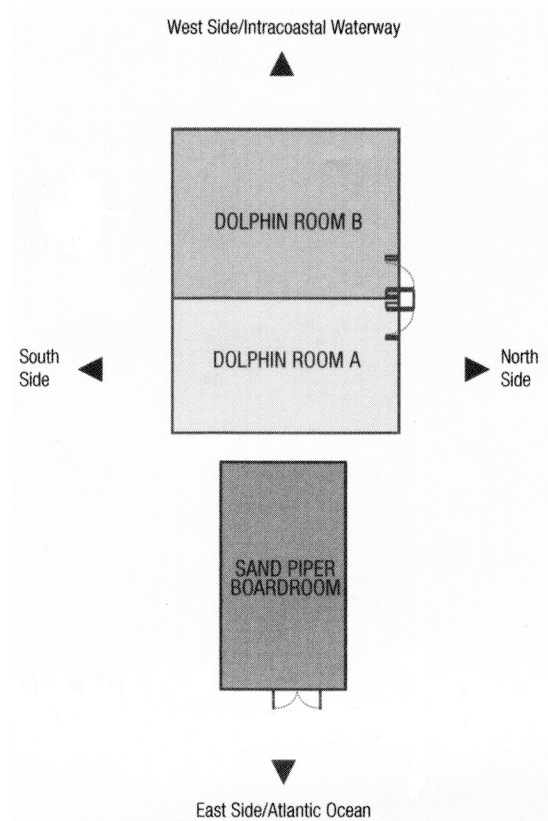 West Side/Intracoastal Waterway
DOLPHIN ROOM B
South
Side
DOLPHIN ROOM A
North
Side
SAND PIPER
BOARDROOM
East Side/Atlantic Ocean